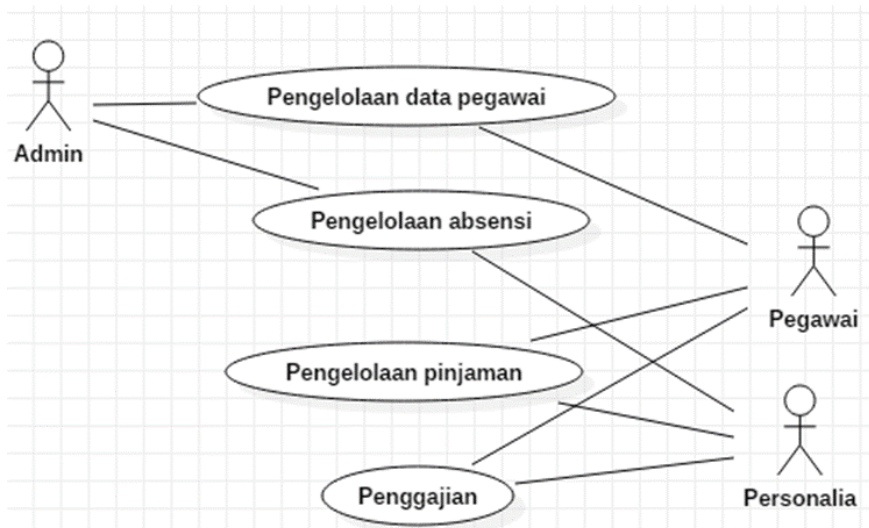 Pengelolaan data pegawai
Admin
Pengelolaan absensi
Pegawai
Pengelolaan pinjaman
Penggajian
Personalia